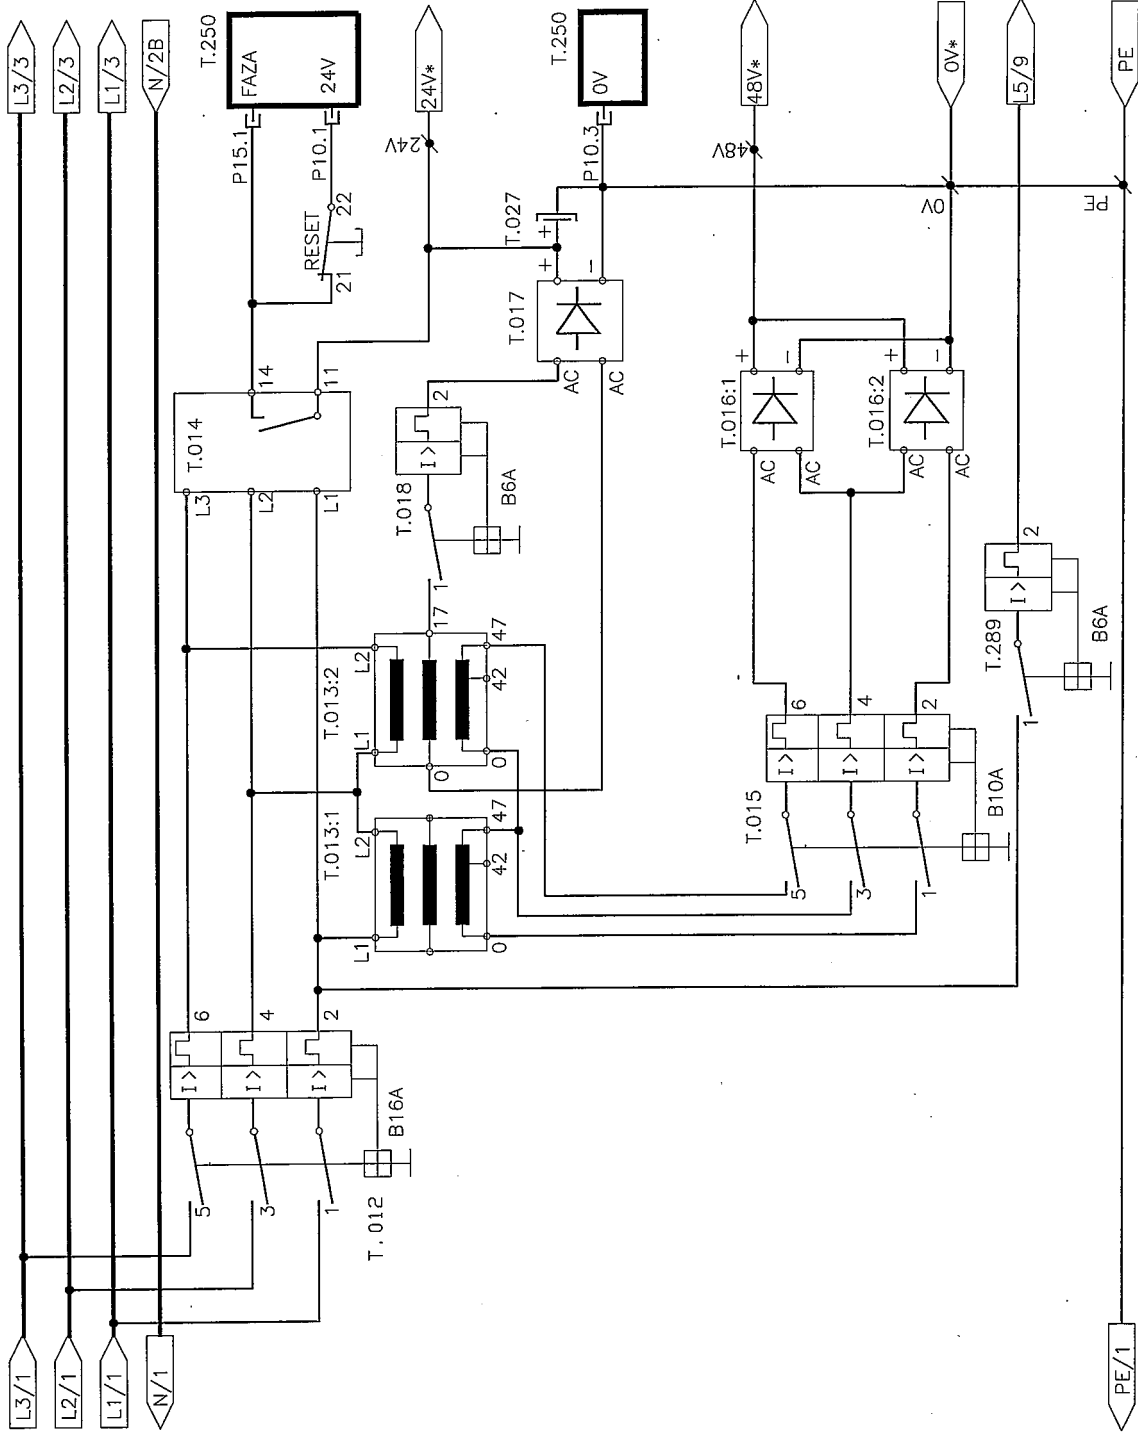 L3/1
L2/1
L1/1
N/1
PE/1
L3/3
L2/3
L1/3
N/2B
T.250
FAZA
24V
P15.1
P10.1
RESET
21
22
24V*
24V
T.250
0V
P10.3
48V*
48V
0V*
0V
L5/9
PE
PE
T.014
14
11
L3
L2
L1
T.027
+
T.017
+
−
AC
AC
T.018
I>
1
2
B6A
T.016:1
+
−
AC
AC
T.016:2
+
−
AC
AC
T.013:2
L1
L2
0
17
0
42
47
T.013:1
L1
L2
0
42
47
T.015
I>
I>
I>
5
3
1
6
4
2
B10A
T.289
I>
1
2
B6A
T.012
I>
I>
I>
5
3
1
6
4
2
B16A